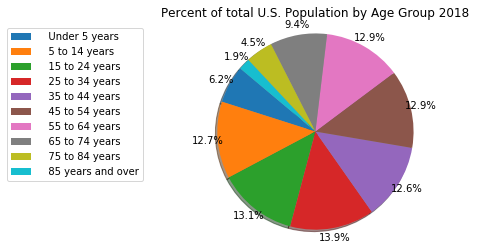 Percent of total U.S. Population by Age Group 2018
Under 5 years
5 to 14 years
15 to 24 years
25 to 34 years
35 to 44 years
45 to 54 years
55 to 64 years
65 to 74 years
75 to 84 years
85 years and over
9.4%
12.9%
4.5%
1.9%
6.2%
12.9%
12.7%
12.6%
13.1%
13.9%